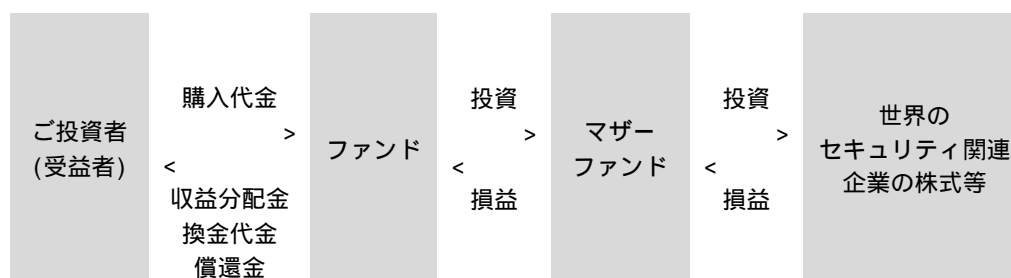 ご投資者
(受益者)
購入代金
>
<
収益分配金
換金代金
償還金
ファンド
投資
>
<
損益
マザー
ファンド
投資
>
<
損益
世界の
セキュリティ関連
企業の株式等